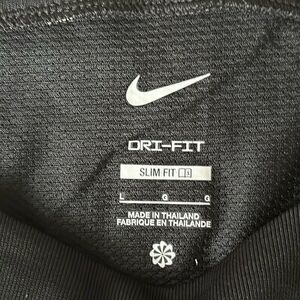 DRI-FIT
SLIM FIT
L G G
MADE IN THAILAND
FABRIQUE EN THAILANDE